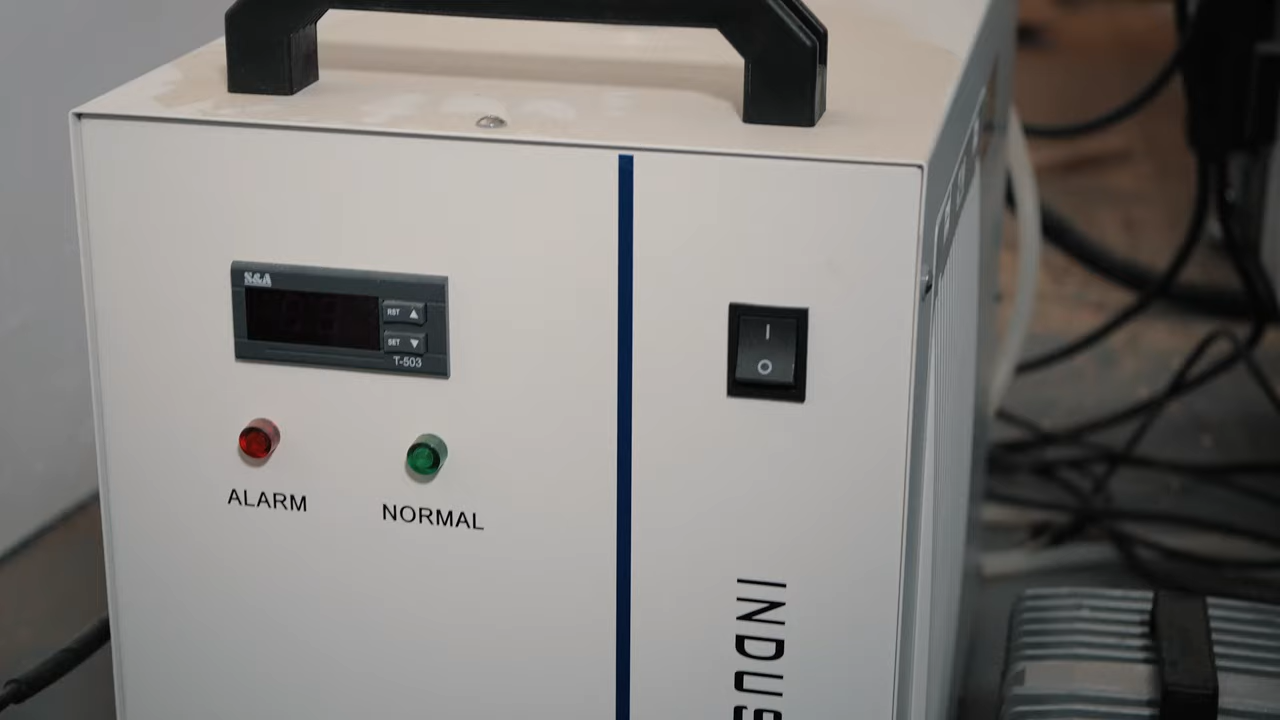 S&A
RST
SET
T-503
I
O
ALARM
NORMAL
INDUS